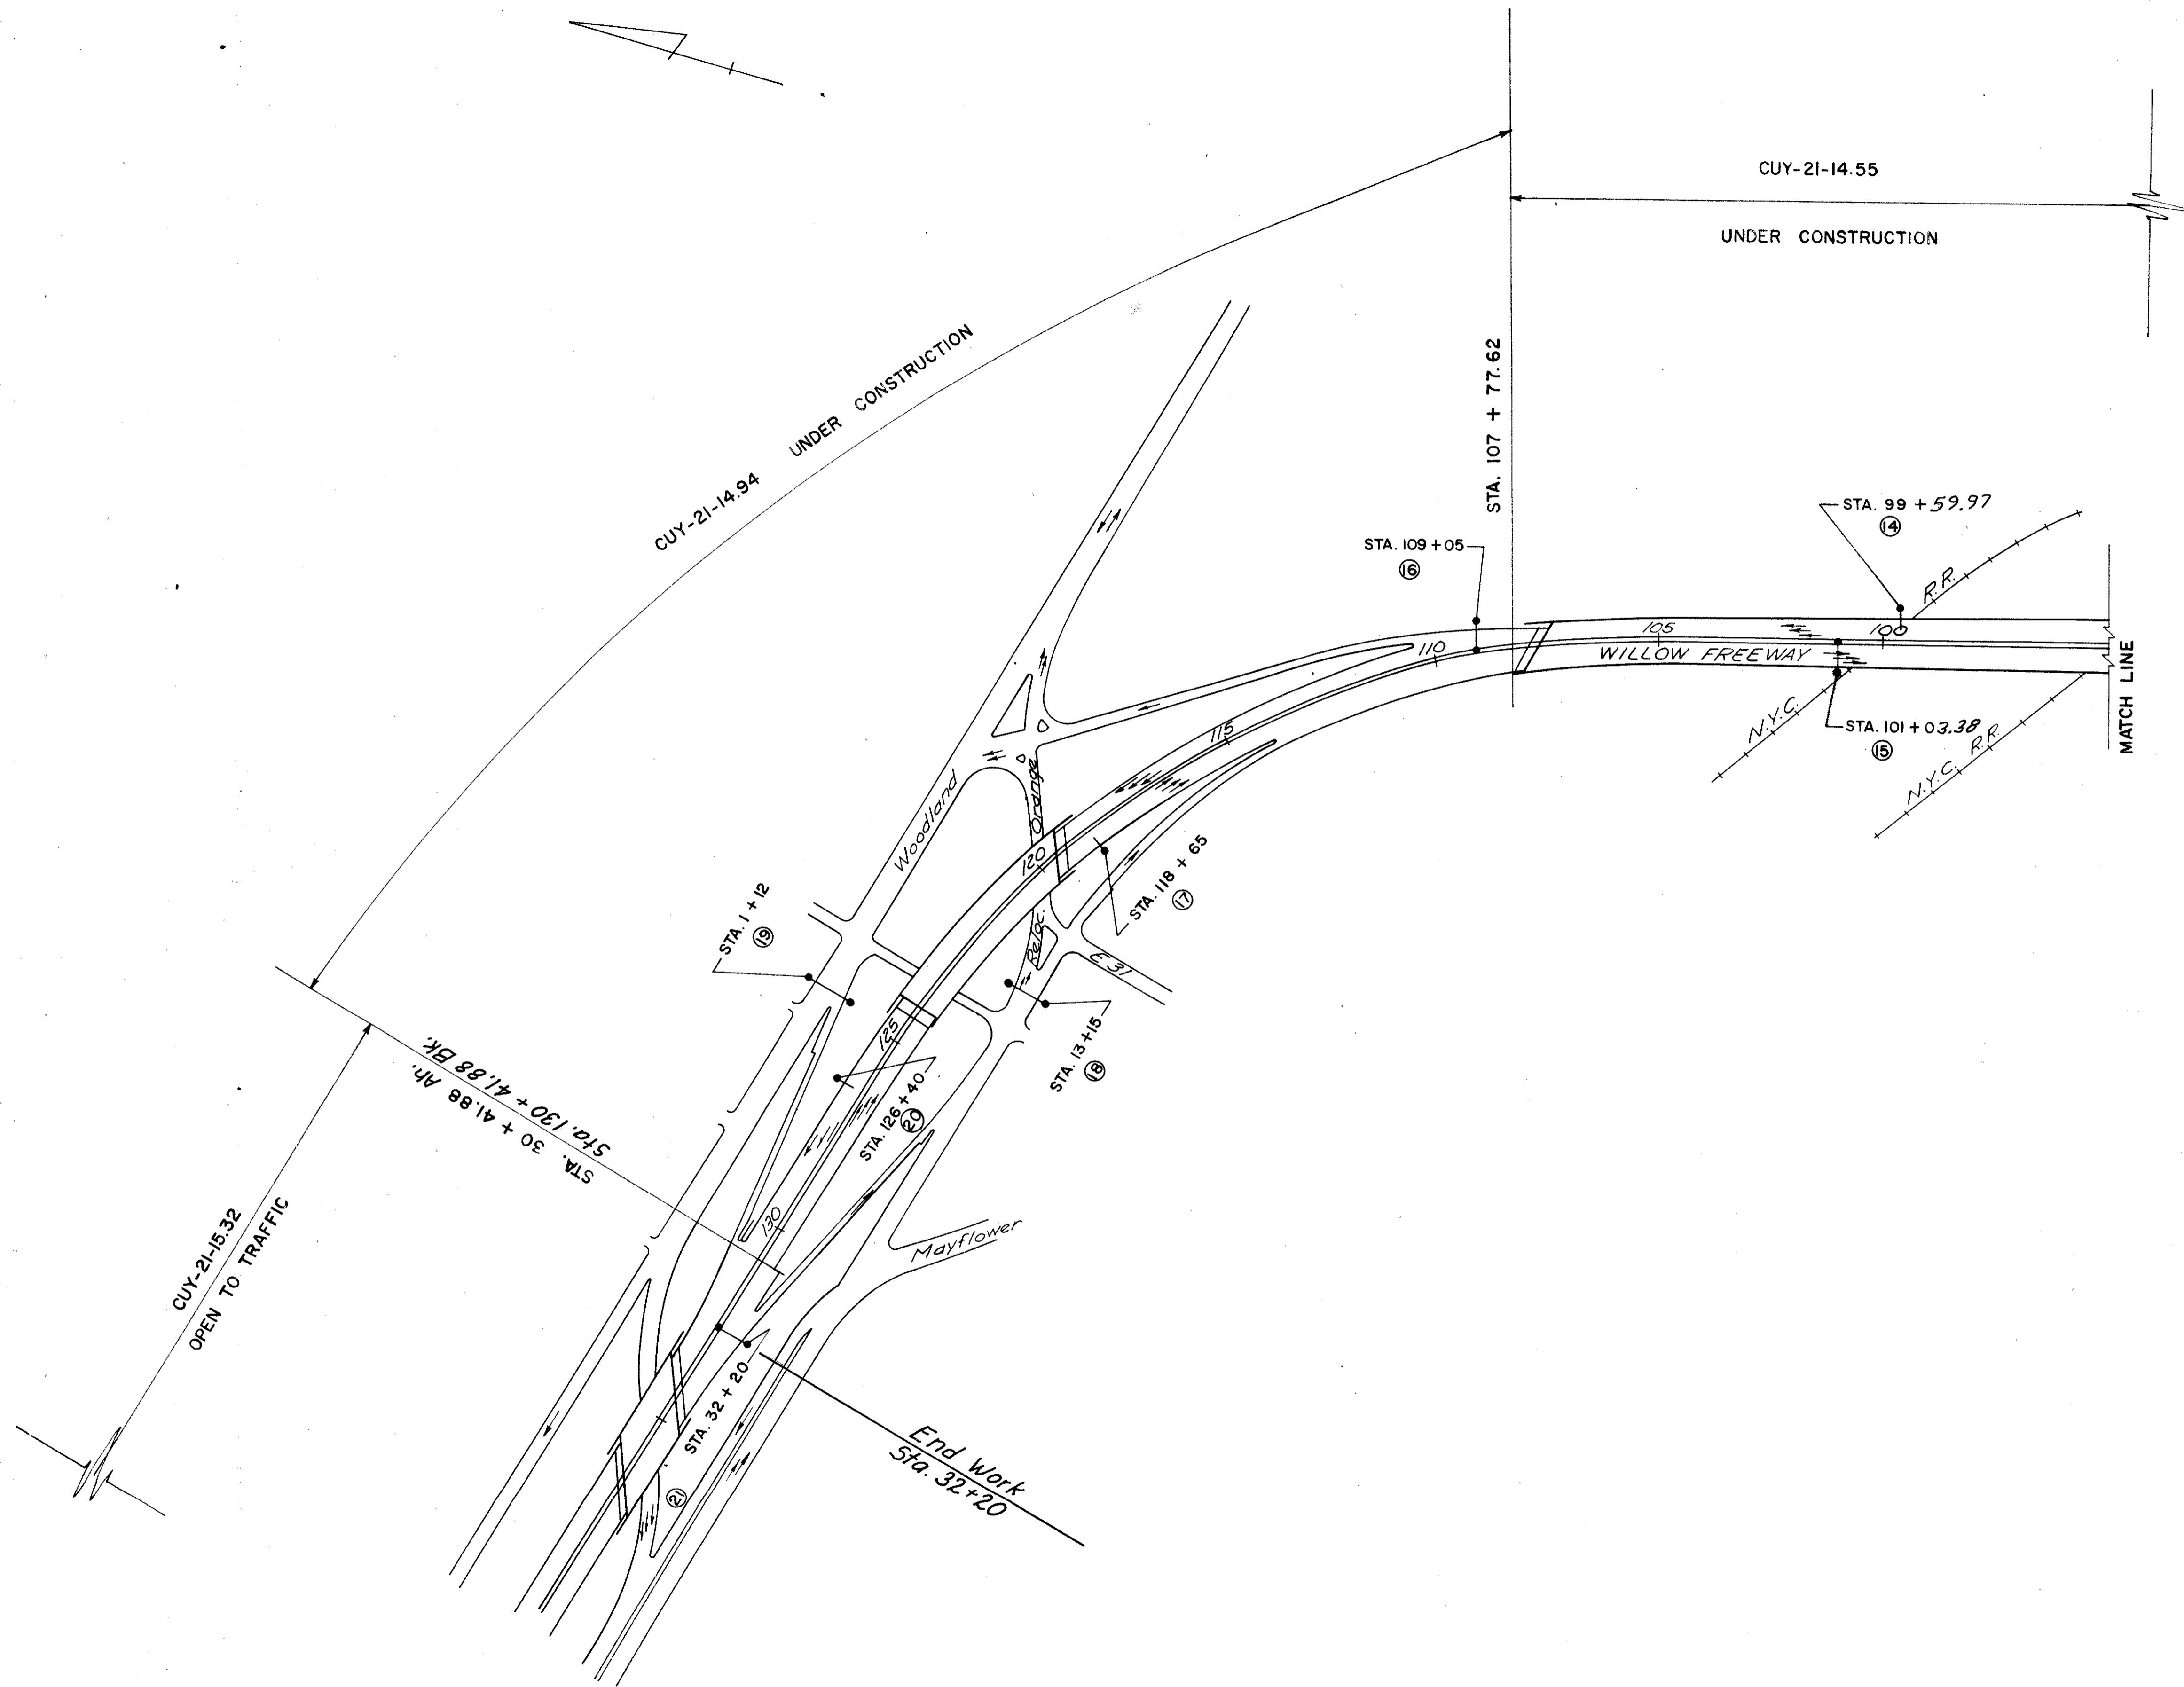 CUY-21-14.55
UNDER CONSTRUCTION
CUY-21-14.94 UNDER CONSTRUCTION
STA. 107 + 77.62
STA. 99 + 59.97
14
STA. 109 + 05
16
R.R.
105
100
110
WILLOW FREEWAY
MATCH LINE
N.Y.C.
STA. 101 + 03.38
15
N.Y.C. R.R.
115
Orange
Woodland
120
STA. 118 + 65
17
STA. 1 + 12
19
Reloc.
E 31
125
STA. 13+15
18
STA. 126 + 40
20
Sta. 130 + 41.88 Bk.
STA. 30 + 41.88 Ah.
130
Mayflower
CUY-21-15.32
OPEN TO TRAFFIC
STA. 32 + 20
21
End Work
Sta. 32+20